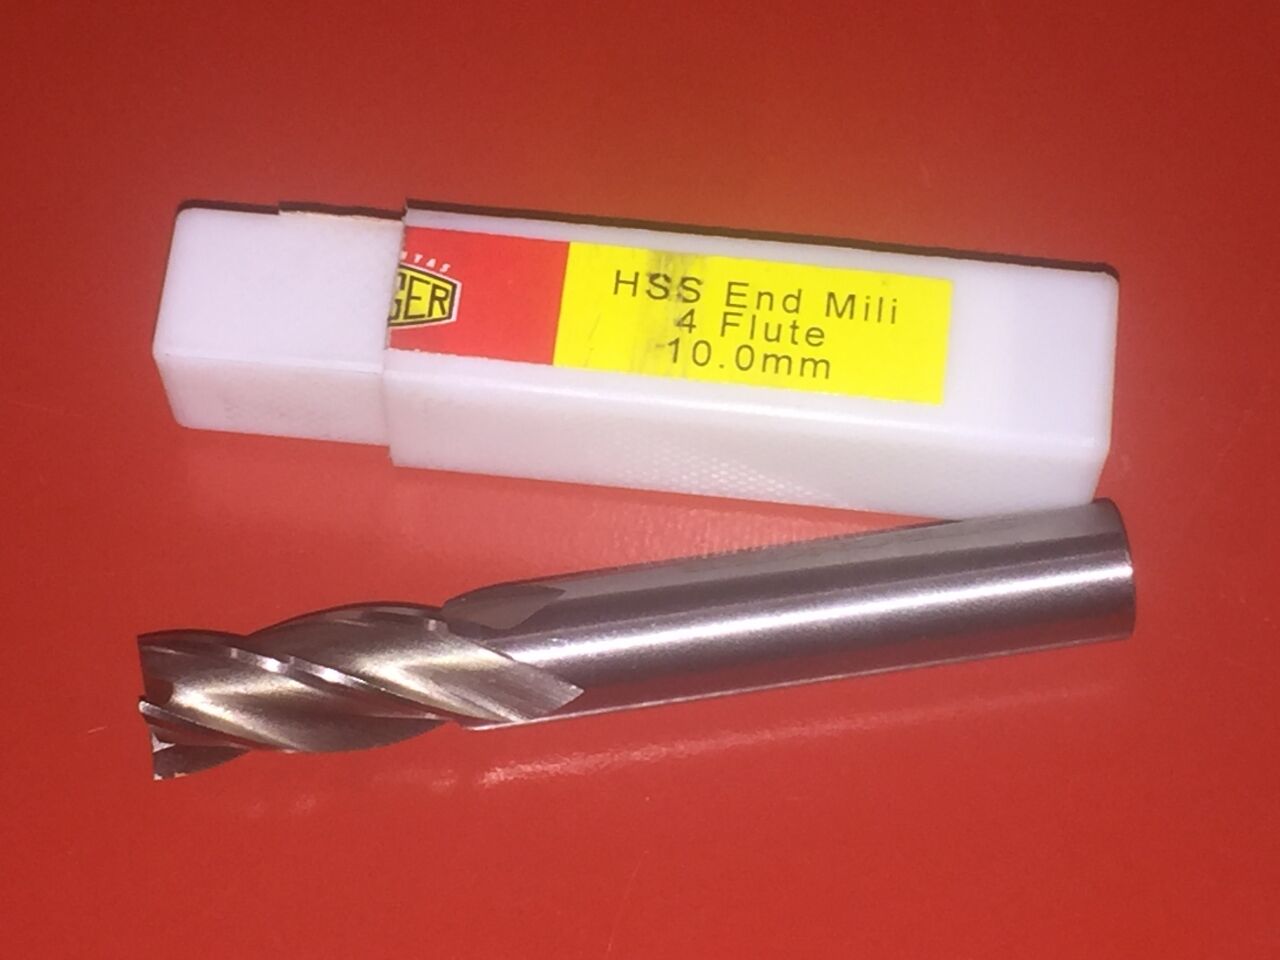 GER
HSS End Mili
4 Flute
10.0mm